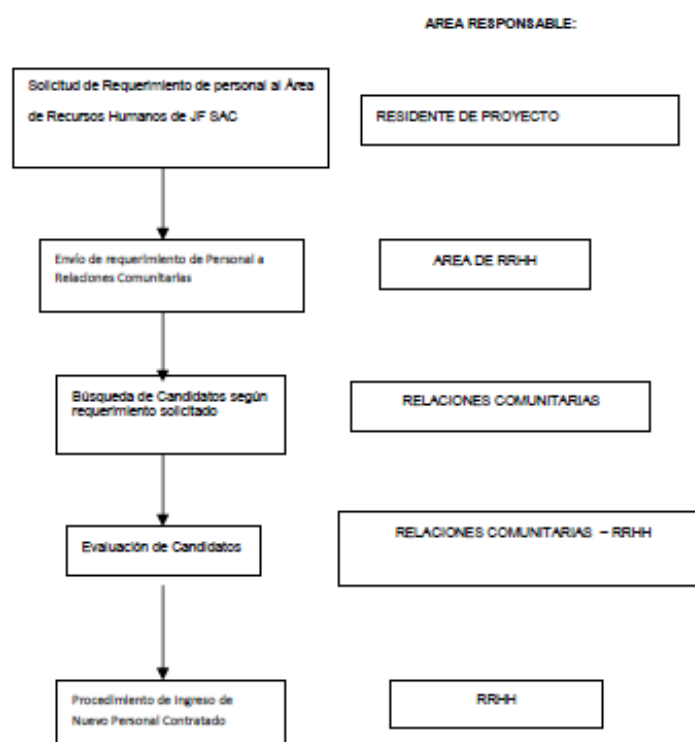 AREA RESPONSABLE:
Solicitud de Requerimiento de personal al Área
de Recursos Humanos de JF SAC
RESIDENTE DE PROYECTO
Envío de requerimiento de Personal a
Relaciones Comunitarias
AREA DE RRHH
Búsqueda de Candidatos según
requerimiento solicitado
RELACIONES COMUNITARIAS
Evaluación de Candidatos
RELACIONES COMUNITARIAS – RRHH
Procedimiento de Ingreso de
Nuevo Personal Contratado
RRHH